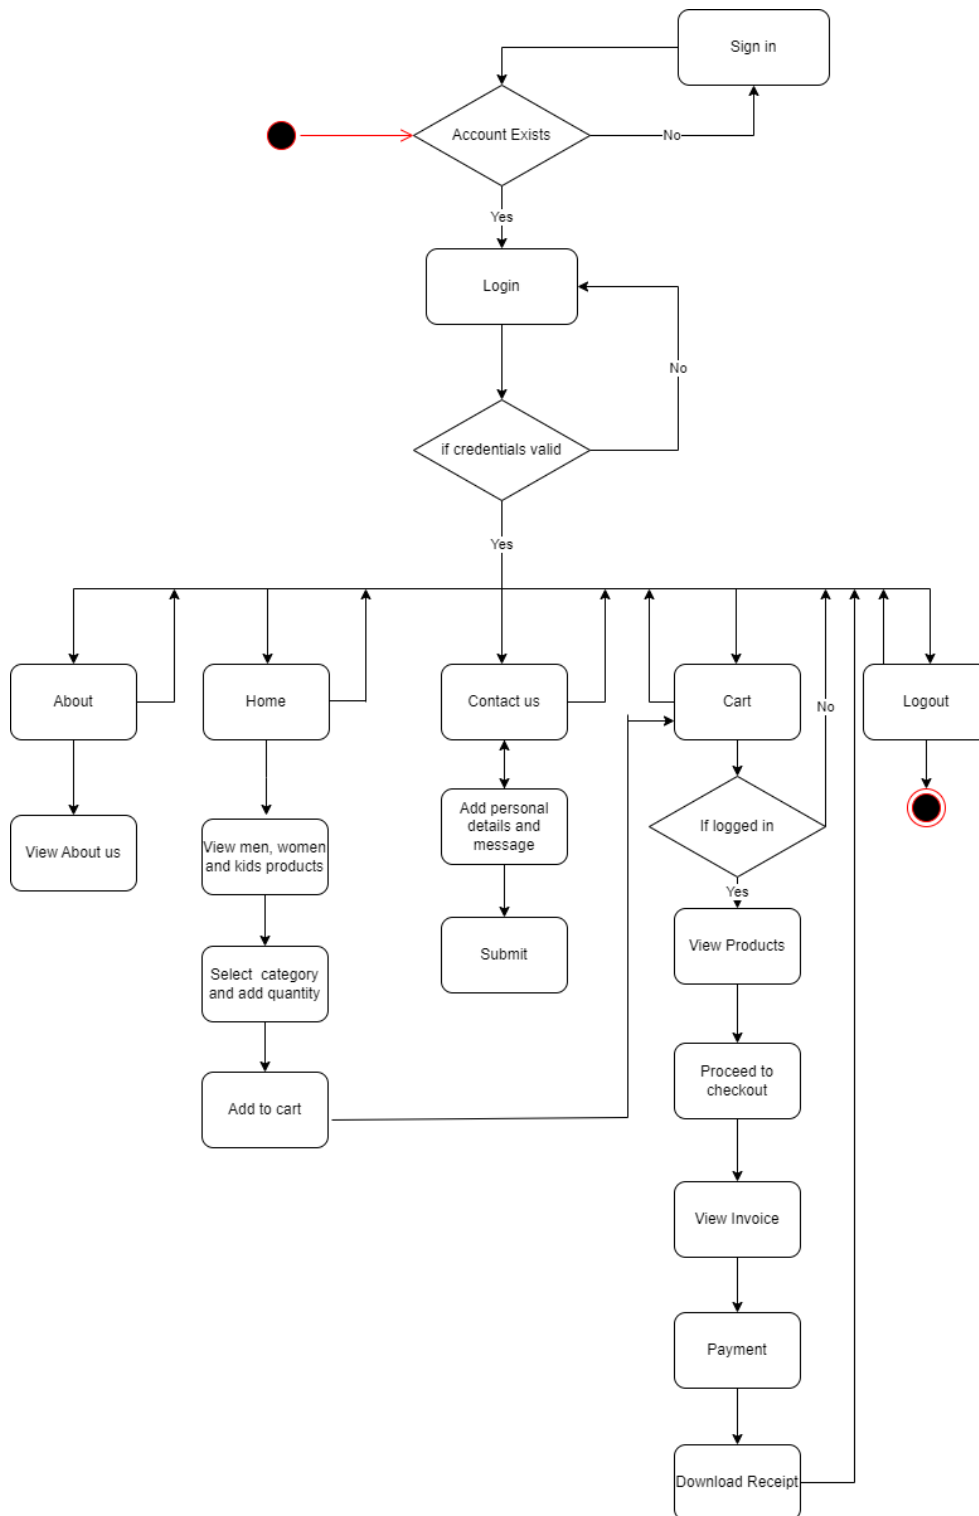 Sign in
Account Exists
No
Yes
Login
No
if credentials valid
Yes
About
Home
Contact us
Cart
No
Logout
View About us
View men, women
and kids products
Add personal
details and
message
If logged in
Yes
Select category
and add quantity
Submit
View Products
Add to cart
Proceed to
checkout
View Invoice
Payment
Download Receipt